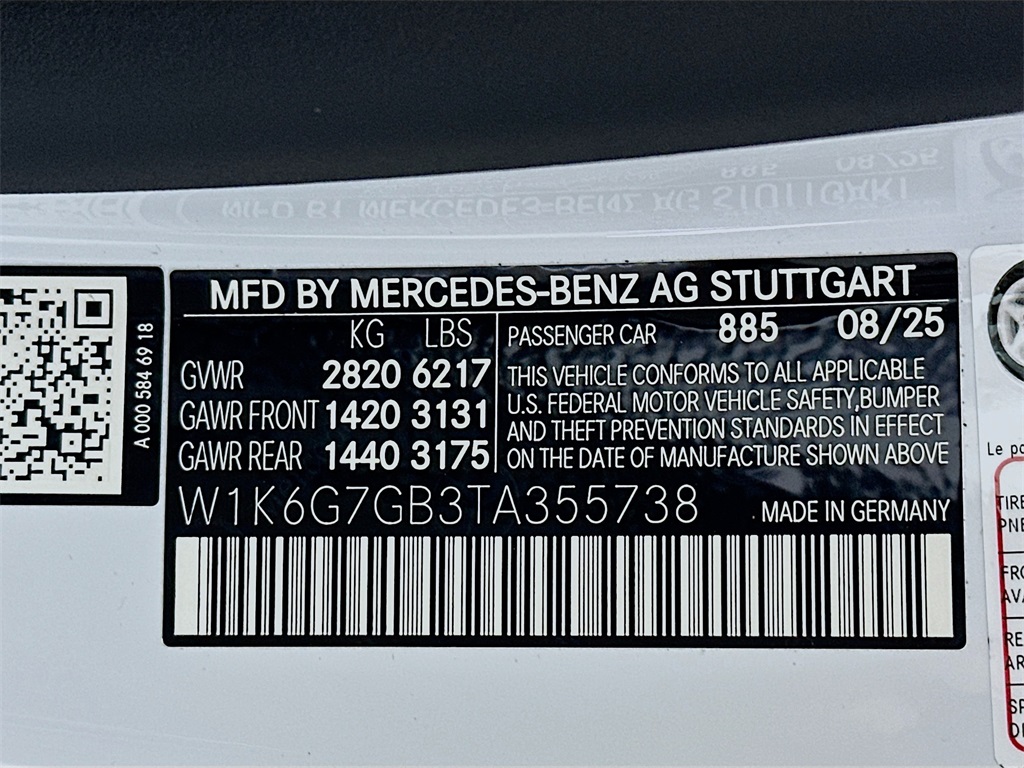 MFD BY MERCEDES-BENZ AG STUTTGART
KG LBS
GVWR 2820 6217
GAWR FRONT 1420 3131
GAWR REAR 1440 3175
PASSENGER CAR 885 08/25
THIS VEHICLE CONFORMS TO ALL APPLICABLE
U.S. FEDERAL MOTOR VEHICLE SAFETY,BUMPER
AND THEFT PREVENTION STANDARDS IN EFFECT
ON THE DATE OF MANUFACTURE SHOWN ABOVE
W1K6G7GB3TA355738 MADE IN GERMANY
A 000 584 69 18
Le
TIRE